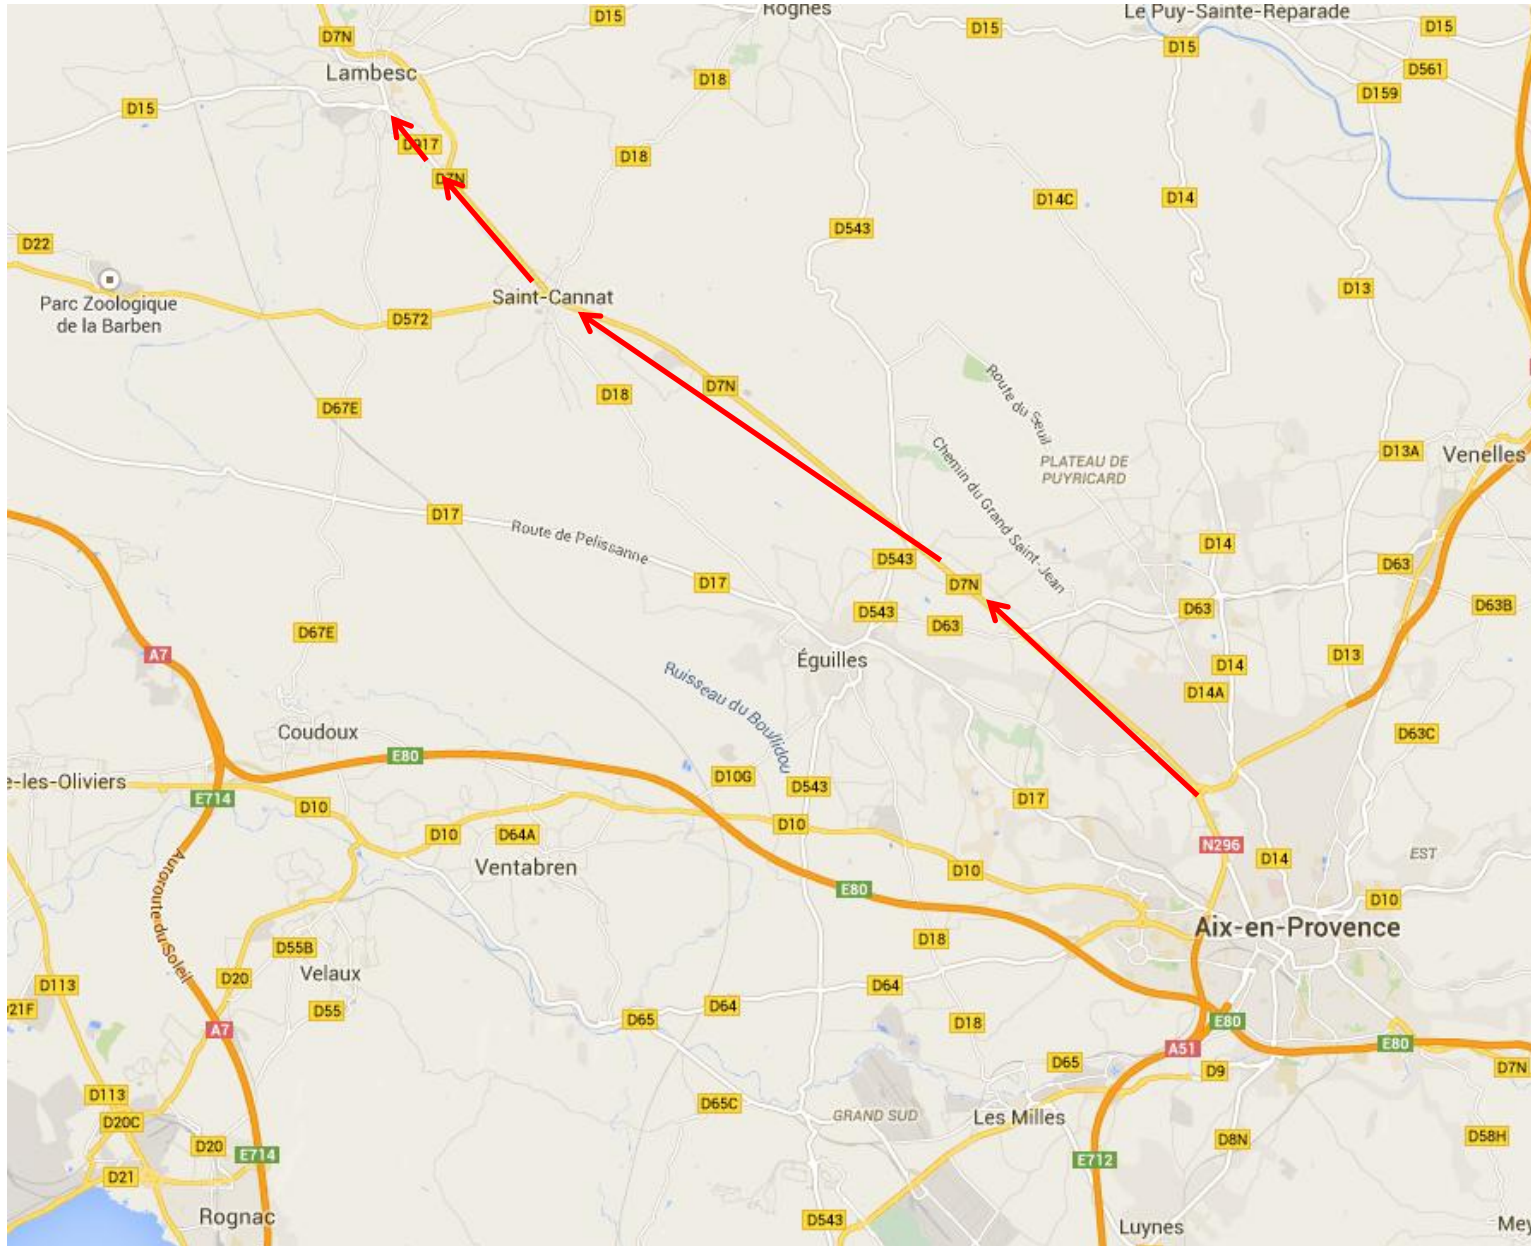 D15
Rognes
Le Puy-Sainte-Réparade
D7N
D15
D15
D15
Lambesc
D18
D561
D159
D15
D917
D7N
D18
D14C
D14
D22
D543
Parc Zoologique
de la Barben
Saint-Cannat
D13
D572
D7N
Route du Seuil
D67E
D18
Chemin du Grand Saint-Jean
PLATEAU DE
PUYRICARD
D13A
Venelles
D17
Route de Pelissanne
D14
D543
D63
D17
D7N
D63
D63B
D543
D63
D67E
A7
Éguilles
D13
D14
D14A
Ruisseau du Boullidou
Coudoux
D63C
E80
D10G
D543
e-les-Oliviers
E714
D10
D17
D10
D64A
D10
N296
D14
EST
Ventabren
D10
E80
D10
Autoroute du Soleil
Aix-en-Provence
D55B
D18
Velaux
D20
D113
D64
D64
21F
D55
D65
D18
E80
A7
A51
E80
D65
D9
D7N
D113
D65C
GRAND SUD
Les Milles
D20C
D20
D8N
D58H
E714
E712
D21
Rognac
D543
Luynes
Mey